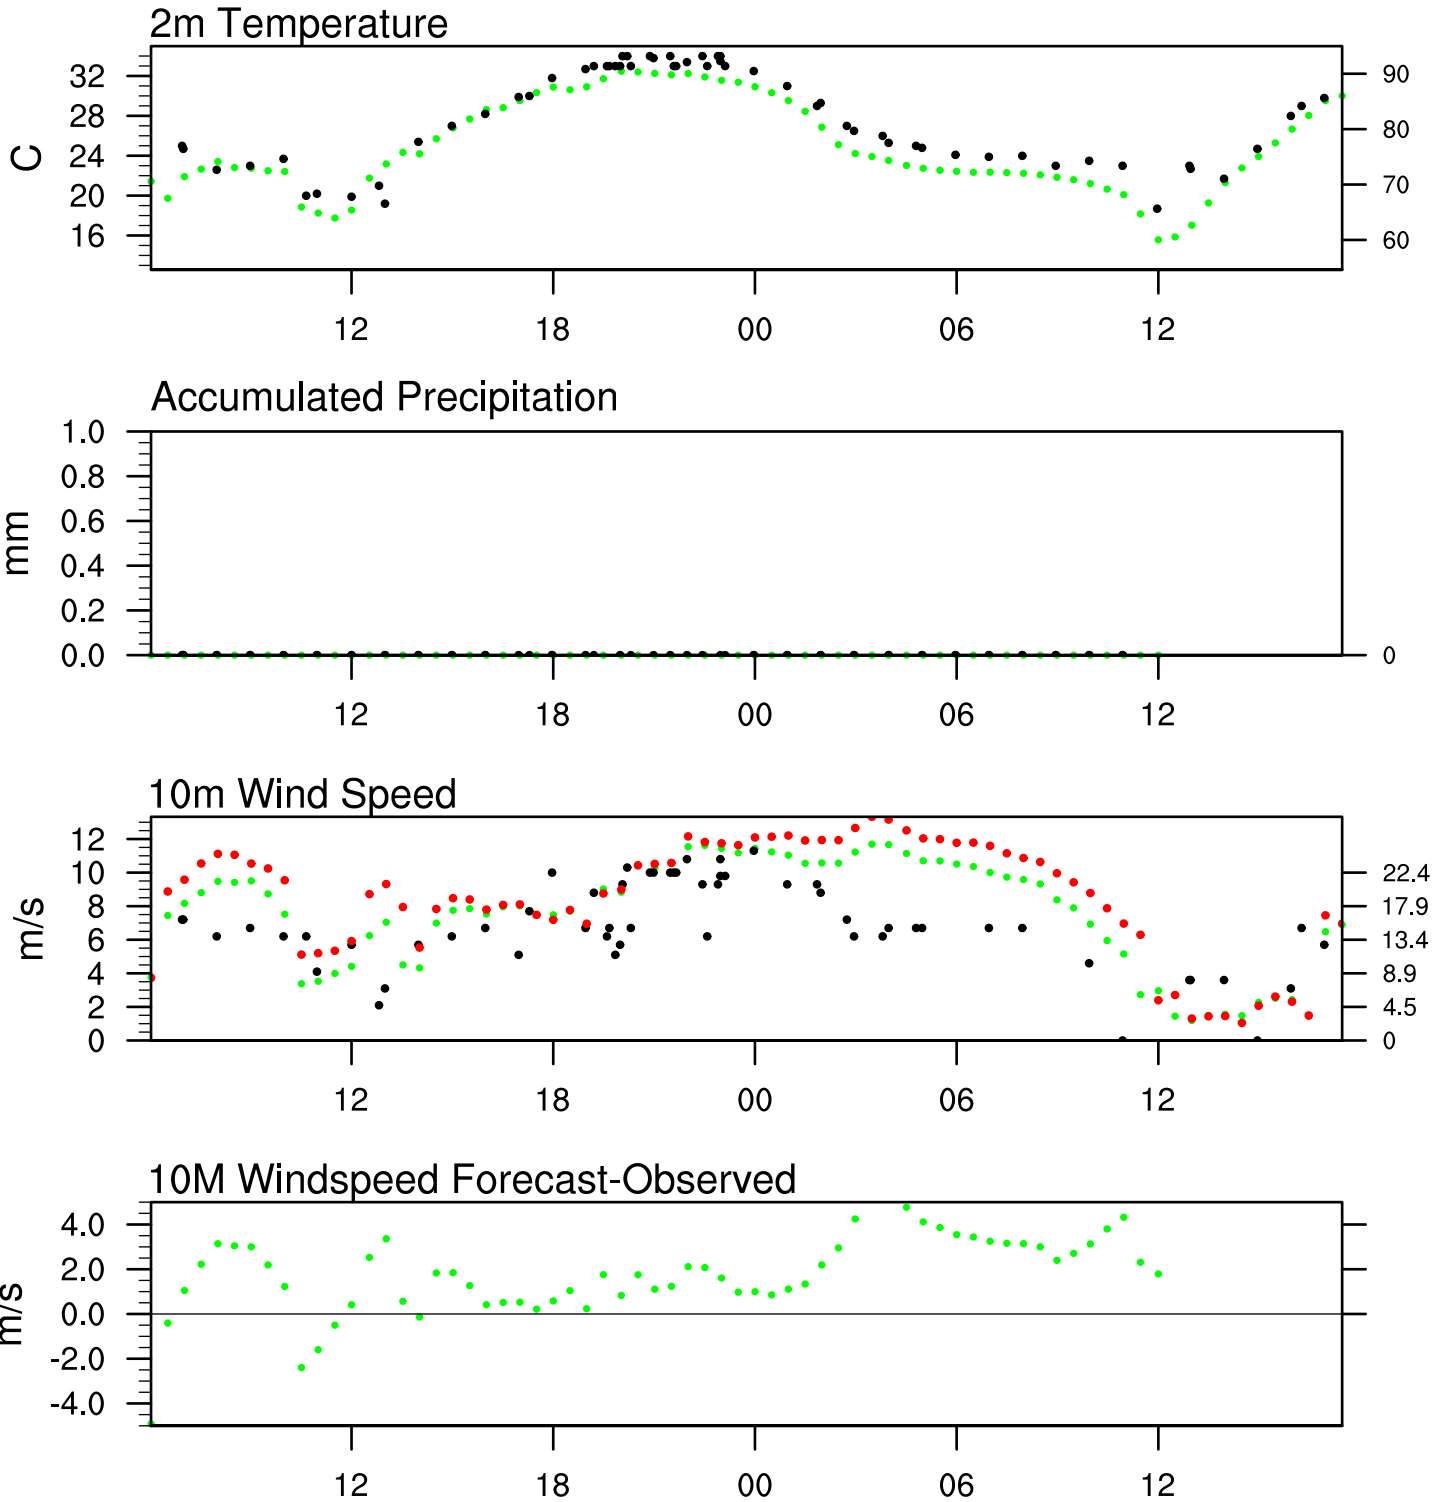 2m Temperature
C
32
28
24
20
16
90
80
70
60
12 18 00 06 12
Accumulated Precipitation
mm
1.0
0.8
0.6
0.4
0.2
0.0
0
12 18 00 06 12
10m Wind Speed
m/s
12
10
8
6
4
2
0
22.4
17.9
13.4
8.9
4.5
0
12 18 00 06 12
10M Windspeed Forecast-Observed
m/s
4.0
2.0
0.0
-2.0
-4.0
12 18 00 06 12